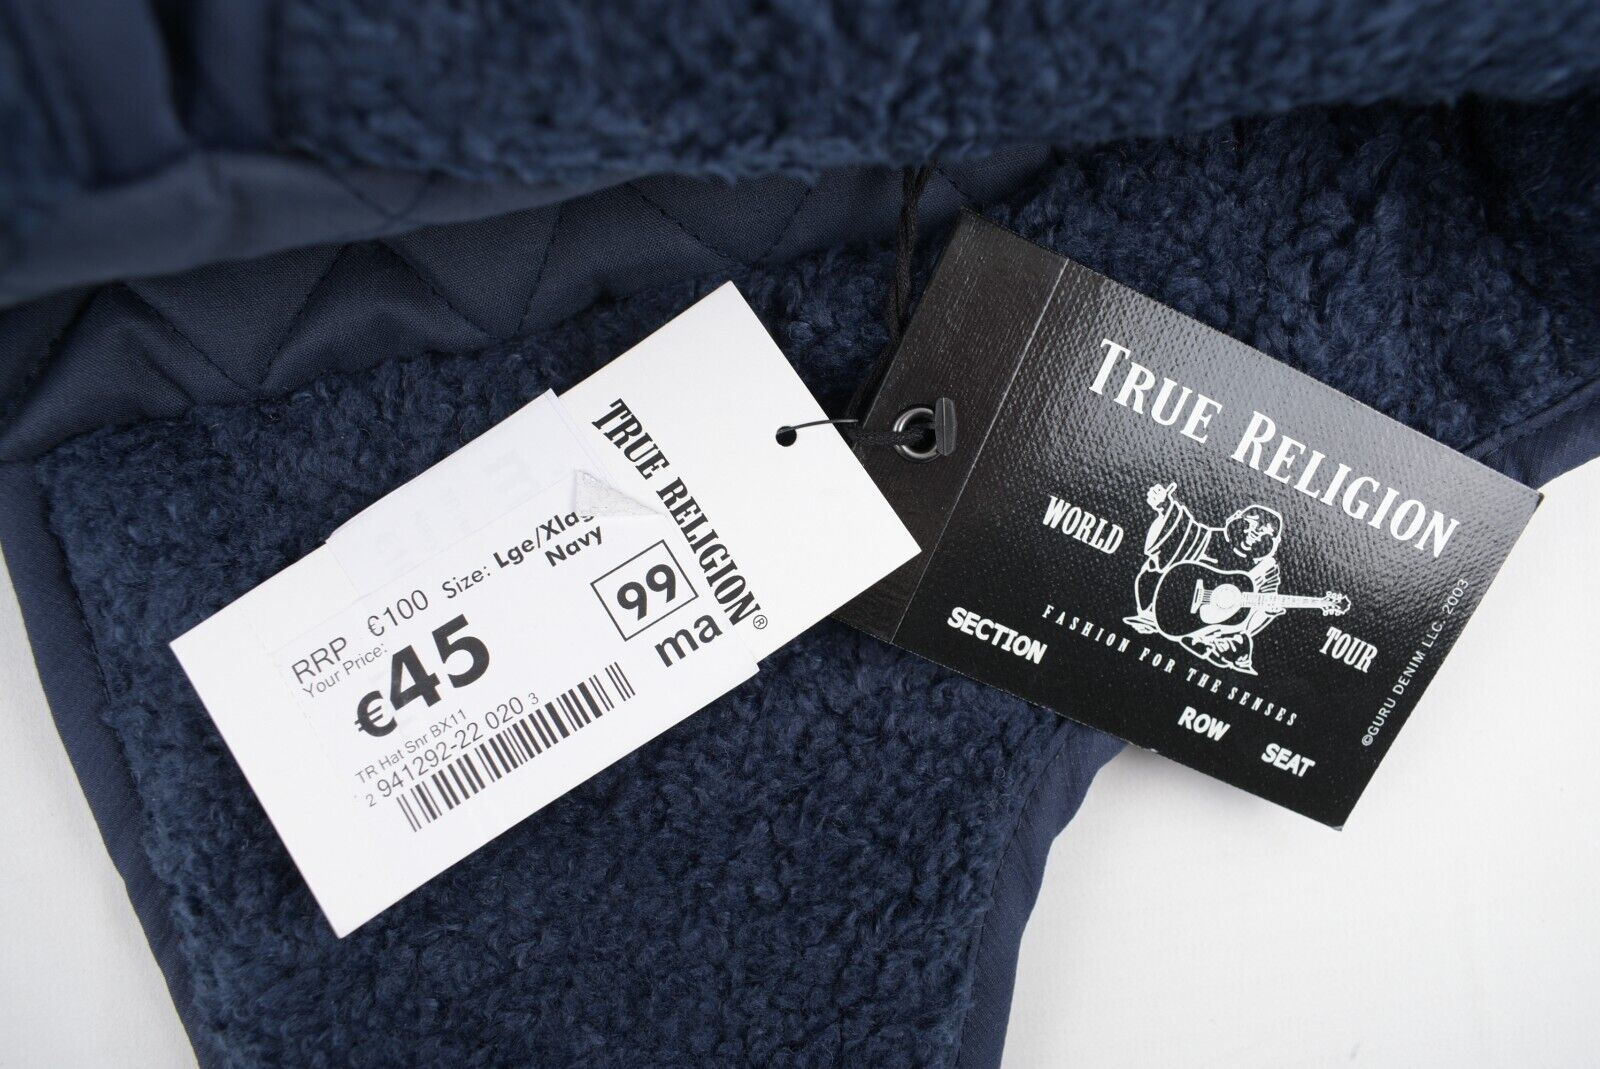 TRUE RELIGION®
RRP €100 Size: Lge/Xla
Navy
Your Price:
€45
99
ma
TR Hat Snr BX11
2 941292-22 020 3
TRUE RELIGION
WORLD TOUR
FASHION FOR THE SENSES
SECTION ROW SEAT
©GURU DENIM LLC. 2003